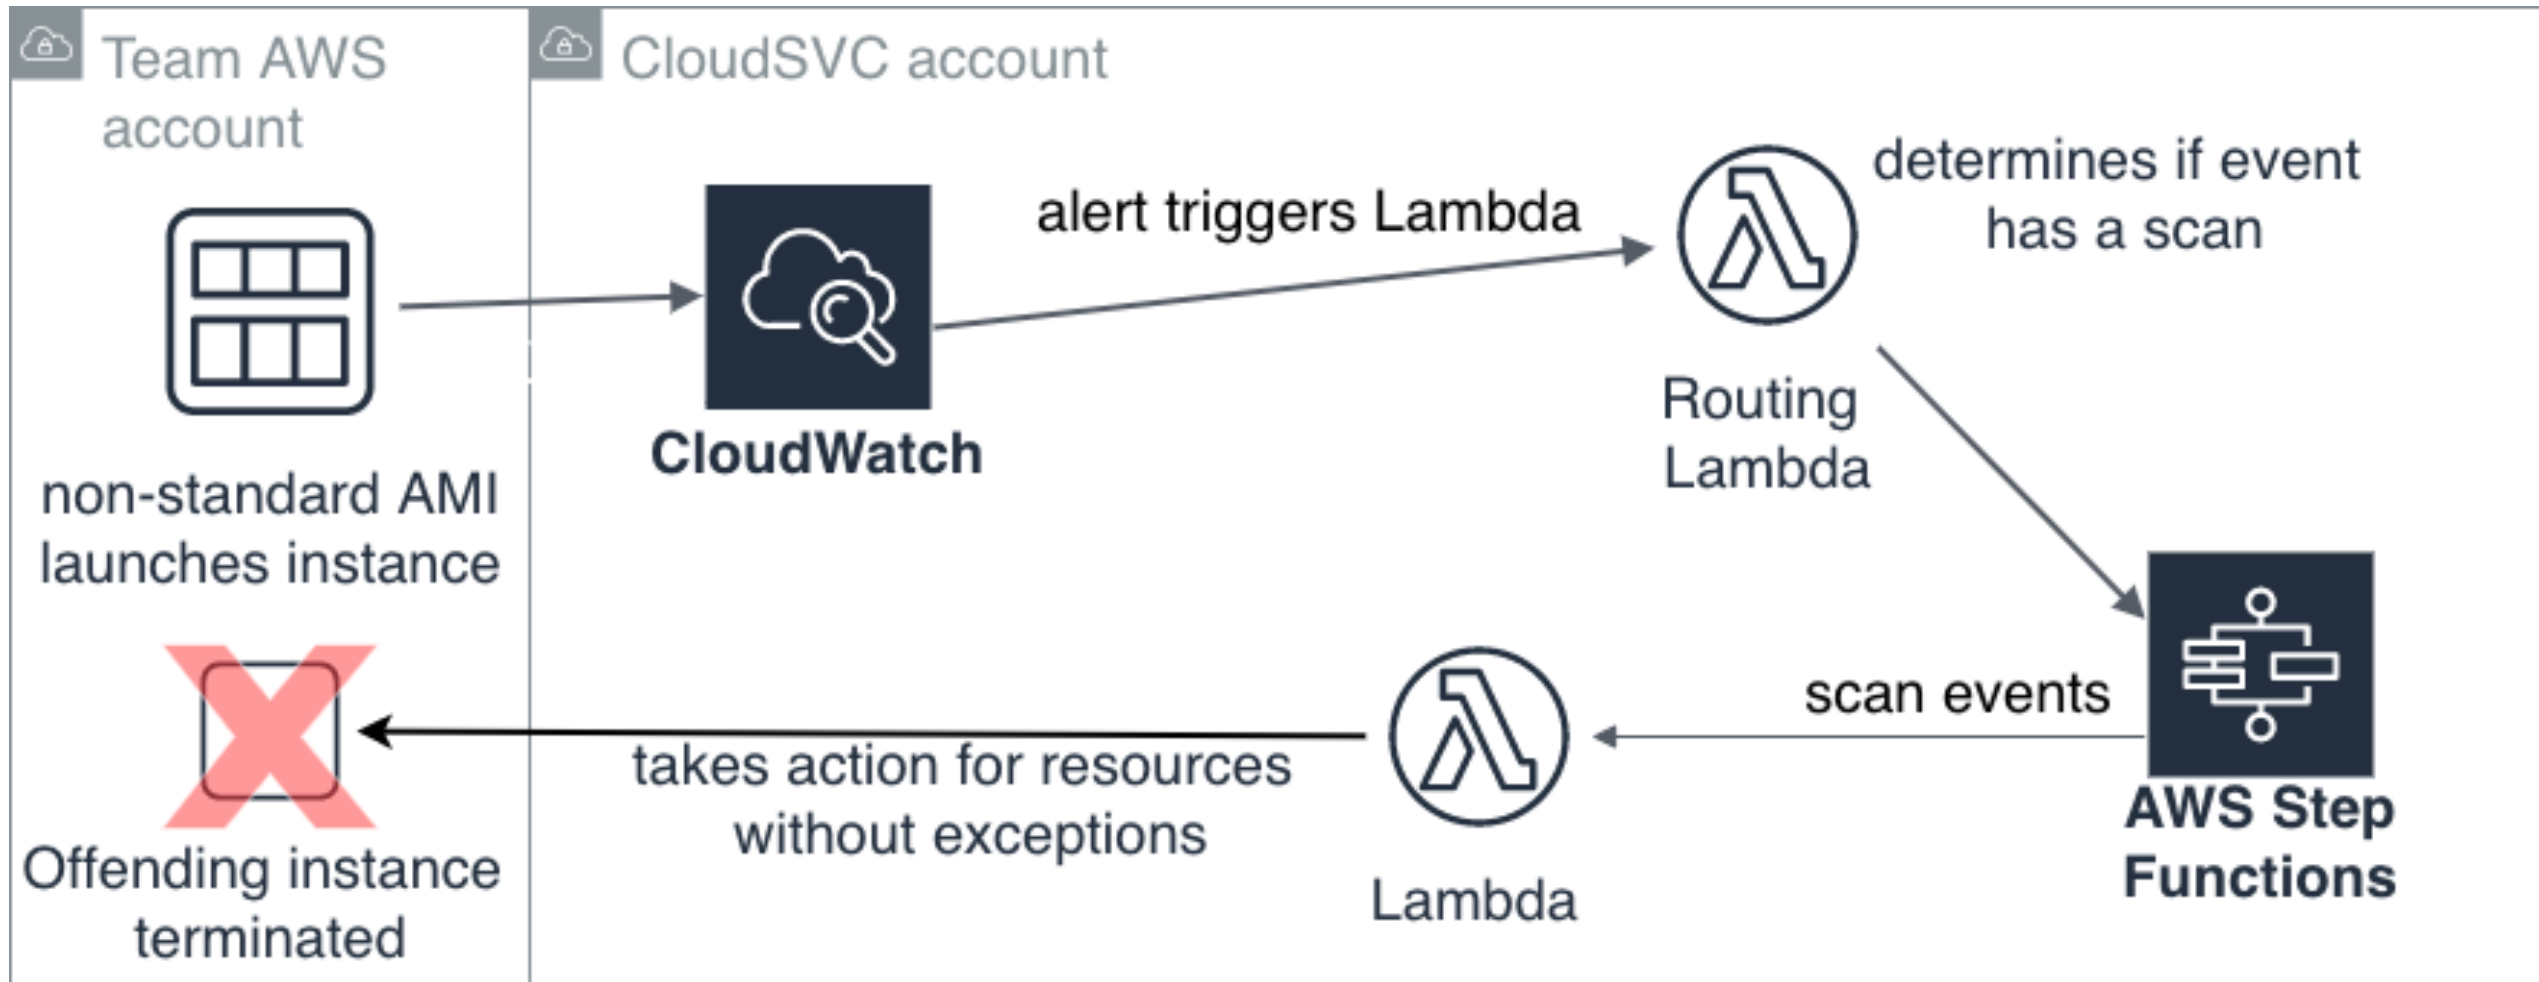 Team AWS
account
CloudSVC account
non-standard AMI
launches instance
CloudWatch
alert triggers Lambda
determines if event
has a scan
Routing
Lambda
AWS Step
Functions
scan events
Lambda
takes action for resources
without exceptions
Offending instance
terminated